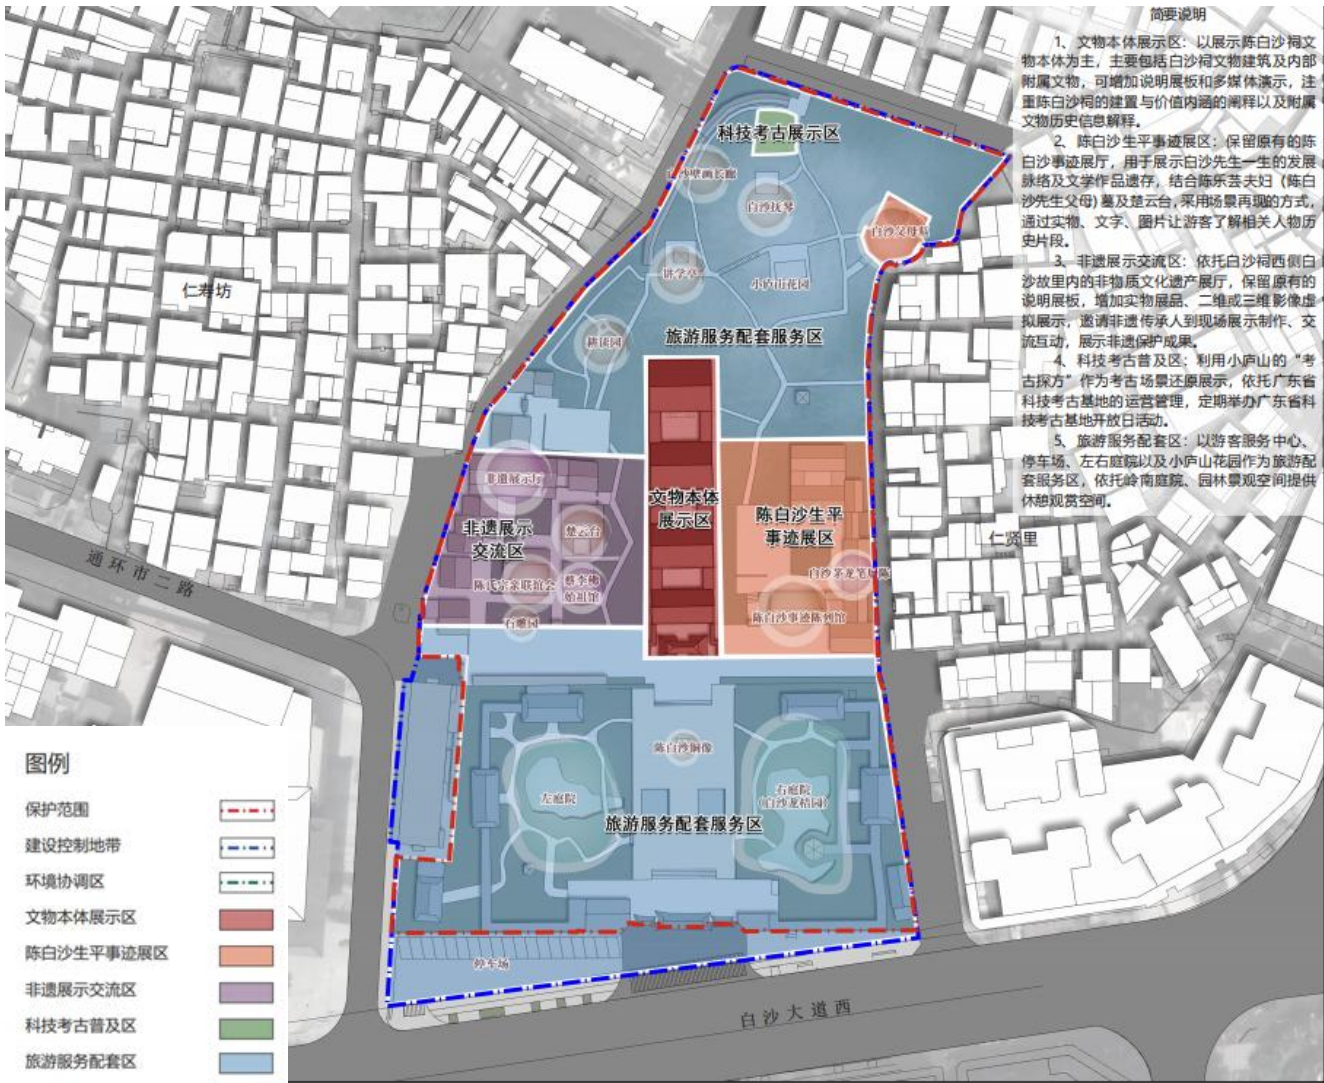 简要说明
1、文物本体展示区：以展示陈白沙祠文
物本体为主，主要包括白沙祠文物建筑及内部
附属文物，可增加说明展板和多媒体演示，注
重陈白沙祠的建置与价值内涵的阐释以及附属
文物历史信息解释。
2、陈白沙生平事迹展区：保留原有的陈
白沙事迹展厅，用于展示白沙先生一生的发展
脉络及文学作品遗存，结合陈乐芸夫妇（陈白
沙先生父母）墓及楚云台，采用场景再现的方式，
通过实物、文字、图片让游客了解相关人物历
史片段。
3、非遗展示交流区：依托白沙祠西侧白
沙故里内的非物质文化遗产展厅，保留原有的
说明展板，增加实物展品、二维或三维影像虚
拟展示，邀请非遗传承人到现场展示制作、交
流互动，展示非遗保护成果。
4、科技考古普及区：利用小庐山的“考
古探方”作为考古场景还原展示，依托广东省
科技考古基地的运营管理，定期举办广东省科
技考古基地开放日活动。
5、旅游服务配套区：以游客服务中心、
停车场、左右庭院以及小庐山花园作为旅游配
套服务区，依托岭南庭院、园林景观空间提供
休憩观赏空间。
科技考古展示区
白沙壁画长廊
白沙抚琴
白沙父母墓
讲学亭
小庐山花园
仁寿坊
耕读园
旅游服务配套服务区
非遗展示厅
文物本体
展示区
非遗展示
交流区
陈白沙生平
事迹展区
楚云台
仁贤里
陈氏宗亲联谊会
蔡李佛
始祖馆
石雕园
陈白沙事迹陈列馆
通环市二路
陈白沙铜像
左庭院
右庭院
（白沙龙桔园）
旅游服务配套服务区
停车场
白沙大道西
图例
保护范围
建设控制地带
环境协调区
文物本体展示区
陈白沙生平事迹展区
非遗展示交流区
科技考古普及区
旅游服务配套区